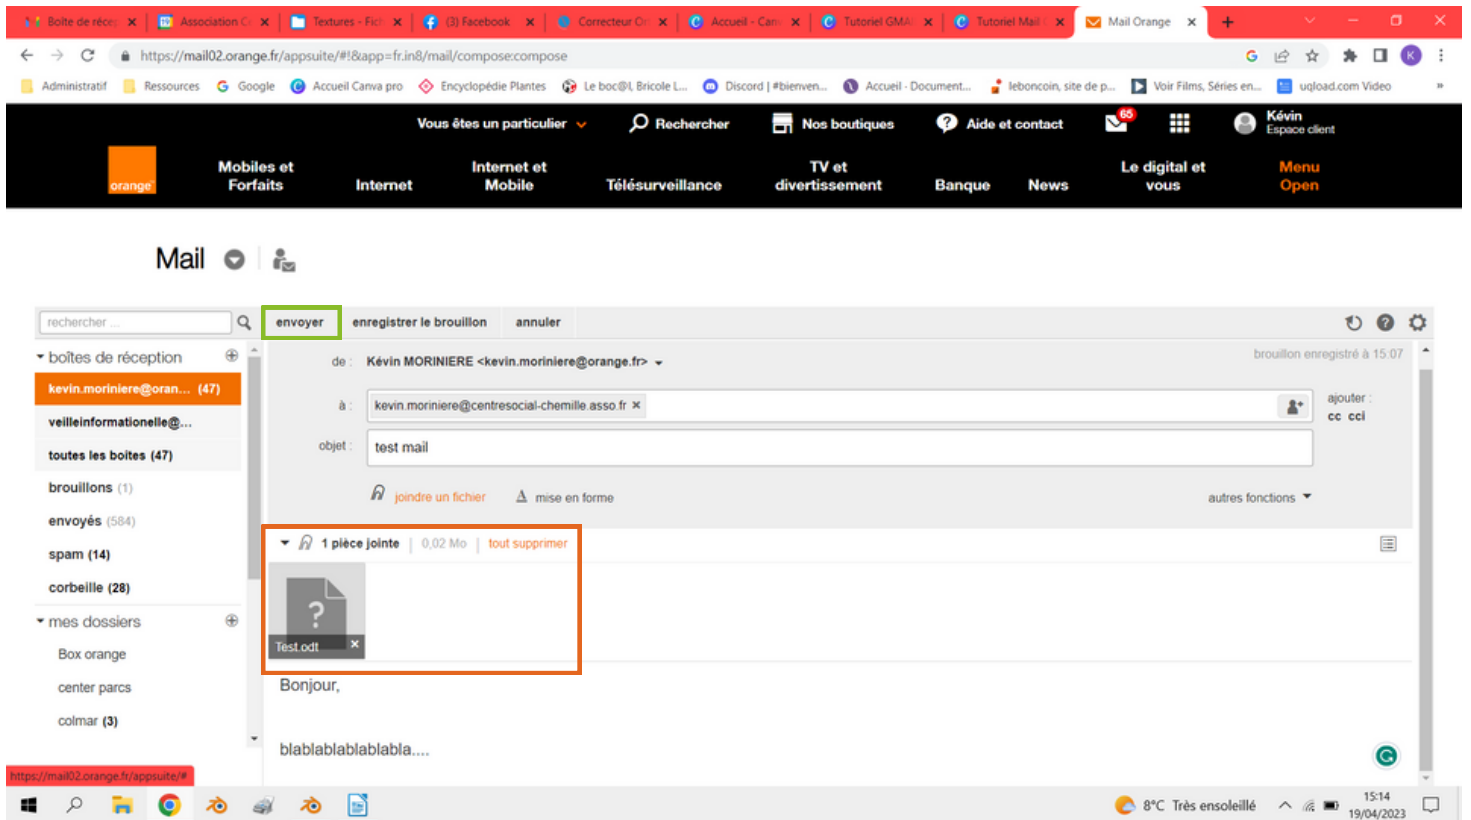 Boîte de récep
Association C
Textures - Fich
(3) Facebook
Correcteur Or
Accueil - Can
Tutoriel GMA
Tutoriel Mail
Mail Orange
https://mail02.orange.fr/appsuite/#!&app=fr.in8/mail/compose:compose
K
Administratif
Ressources
Google
Accueil Canva pro
Encyclopédie Plantes
Le boc@l, Bricole L...
Discord | #bienven...
Accueil - Document...
leboncoin, site de p...
Voir Films, Séries en...
uqload.com Video
»
Vous êtes un particulier
Rechercher
Nos boutiques
Aide et contact
65
Kévin
Espace client
orange
Mobiles et
Forfaits
Internet
Internet et
Mobile
Télésurveillance
TV et
divertissement
Banque
News
Le digital et
vous
Menu
Open
Mail
rechercher ...
envoyer
enregistrer le brouillon
annuler
boîtes de réception
de :
Kévin MORINIERE <kevin.moriniere@orange.fr>
brouillon enregistré à 15:07
kevin.moriniere@oran... (47)
à :
kevin.moriniere@centresocial-chemille.asso.fr ×
ajouter :
cc cci
veilleinformationelle@...
objet :
test mail
toutes les boîtes (47)
brouillons (1)
joindre un fichier
mise en forme
autres fonctions
envoyés (584)
1 pièce jointe | 0,02 Mo | tout supprimer
spam (14)
corbeille (28)
?
mes dossiers
Test.odt ×
Box orange
center parcs
Bonjour,
colmar (3)
blablablablablabla....
https://mail02.orange.fr/appsuite/#
8°C Très ensoleillé
15:14
19/04/2023